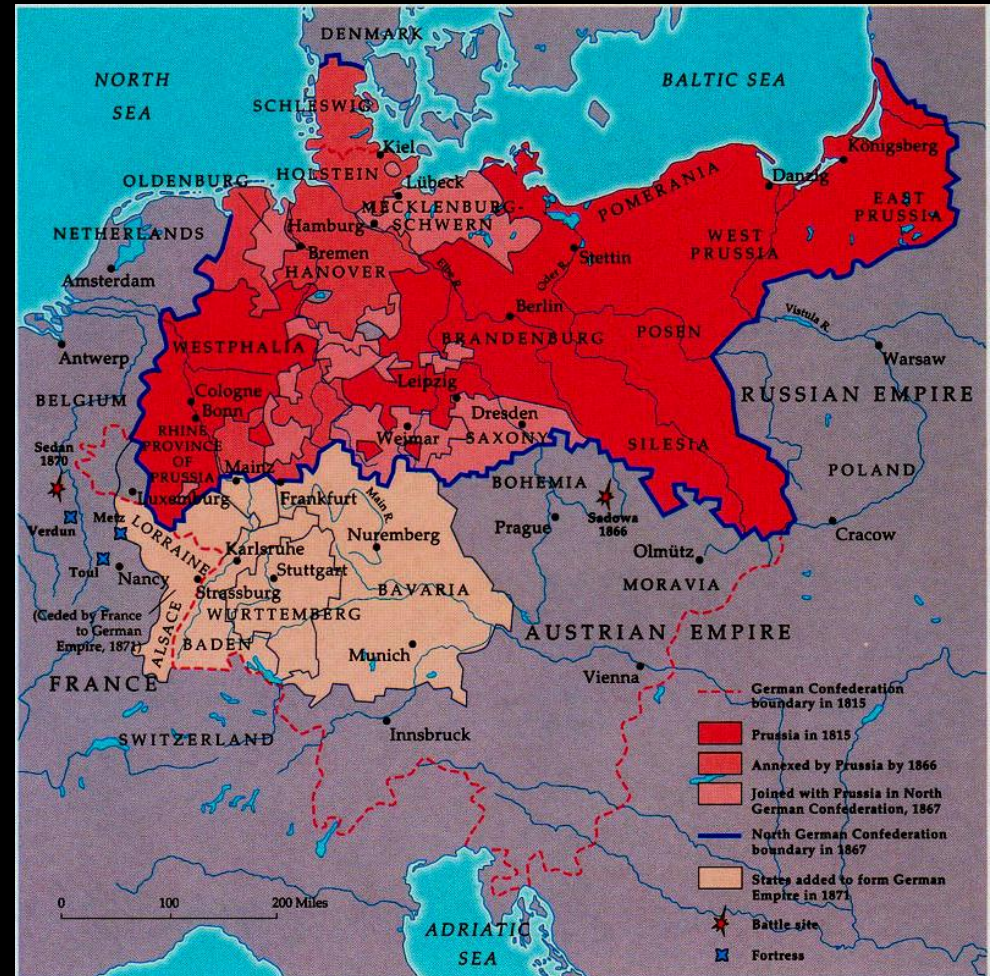 DENMARK
NORTH
SEA
BALTIC SEA
SCHLESWIG
Kiel
Königsberg
HOLSTEIN
OLDENBURG
Lübeck
Danzig
EAST
PRUSSIA
POMERANIA
MECKLENBURG-
SCHWERN
Hamburg
NETHERLANDS
WEST
PRUSSIA
Bremen
HANOVER
Stettin
Elbe R.
Oder R.
Amsterdam
Berlin
Vistula R.
BRANDENBURG
POSEN
Antwerp
WESTPHALIA
Warsaw
Leipzig
Cologne
RUSSIAN EMPIRE
BELGIUM
Bonn
Dresden
RHINE
PROVINCE
OF
PRUSSIA
Weimar
SAXONY
SILESIA
Sedan
1870
Mainz
POLAND
BOHEMIA
Luxemburg
Frankfurt
Main R.
Prague
Sadowa
1866
Cracow
Verdun
Metz
LORRAINE
Nuremberg
Karlsruhe
Olmütz
Toul
Nancy
Stuttgart
MORAVIA
Strassburg
BAVARIA
(Ceded by France
to German
Empire, 1871)
ALSACE
WURTTEMBERG
AUSTRIAN EMPIRE
BADEN
Munich
Vienna
FRANCE
German Confederation
boundary in 1815
Innsbruck
SWITZERLAND
Prussia in 1815
Annexed by Prussia by 1866
Joined with Prussia in North
German Confederation, 1867
North German Confederation
boundary in 1867
States added to form German
Empire in 1871
0 100 200 Miles
ADRIATIC
SEA
Battle site
Fortress